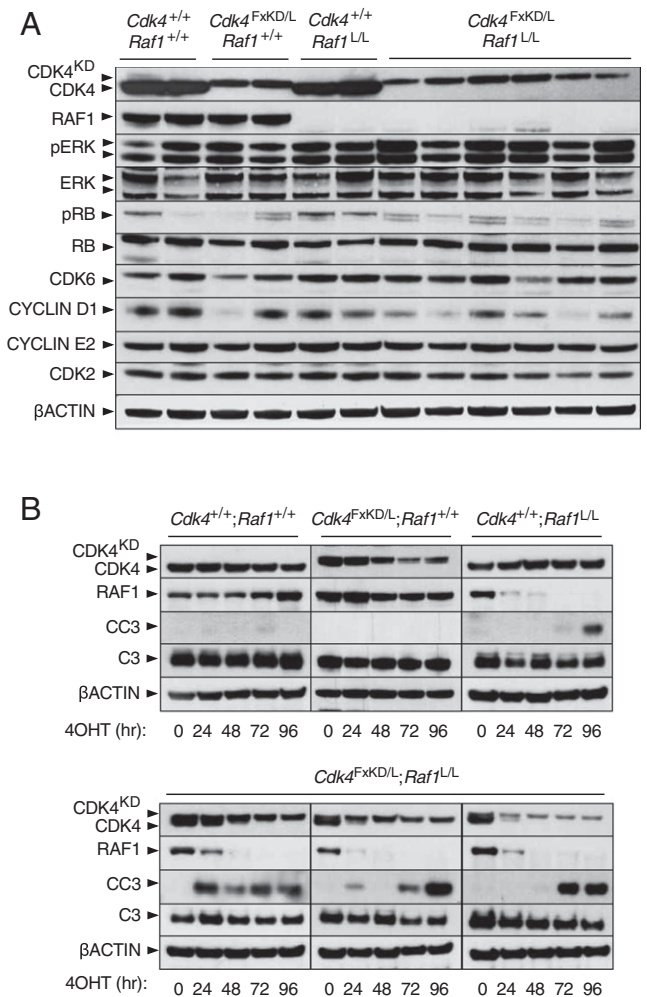 A
Cdk4+/+ Cdk4FxKD/L Cdk4+/+ Cdk4FxKD/L
Raf1+/+ Raf1+/+ Raf1L/L Raf1L/L
CDK4KD
CDK4
RAF1
pERK
ERK
pRB
RB
CDK6
CYCLIN D1
CYCLIN E2
CDK2
βACTIN
B
Cdk4+/+;Raf1+/+ Cdk4FxKD/L;Raf1+/+ Cdk4+/+;Raf1L/L
CDK4KD
CDK4
RAF1
CC3
C3
βACTIN
4OHT (hr): 0 24 48 72 96 0 24 48 72 96 0 24 48 72 96
Cdk4FxKD/L;Raf1L/L
CDK4KD
CDK4
RAF1
CC3
C3
βACTIN
4OHT (hr): 0 24 48 72 96 0 24 48 72 96 0 24 48 72 96